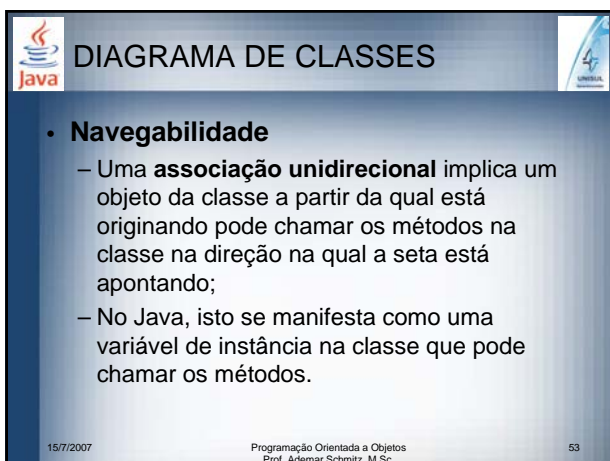 Java
DIAGRAMA DE CLASSES
UNISUL
• Navegabilidade
– Uma associação unidirecional implica um
objeto da classe a partir da qual está
originando pode chamar os métodos na
classe na direção na qual a seta está
apontando;
– No Java, isto se manifesta como uma
variável de instância na classe que pode
chamar os métodos.
15/7/2007
Programação Orientada a Objetos
Prof. Ademar Schmitz, M.Sc.
53